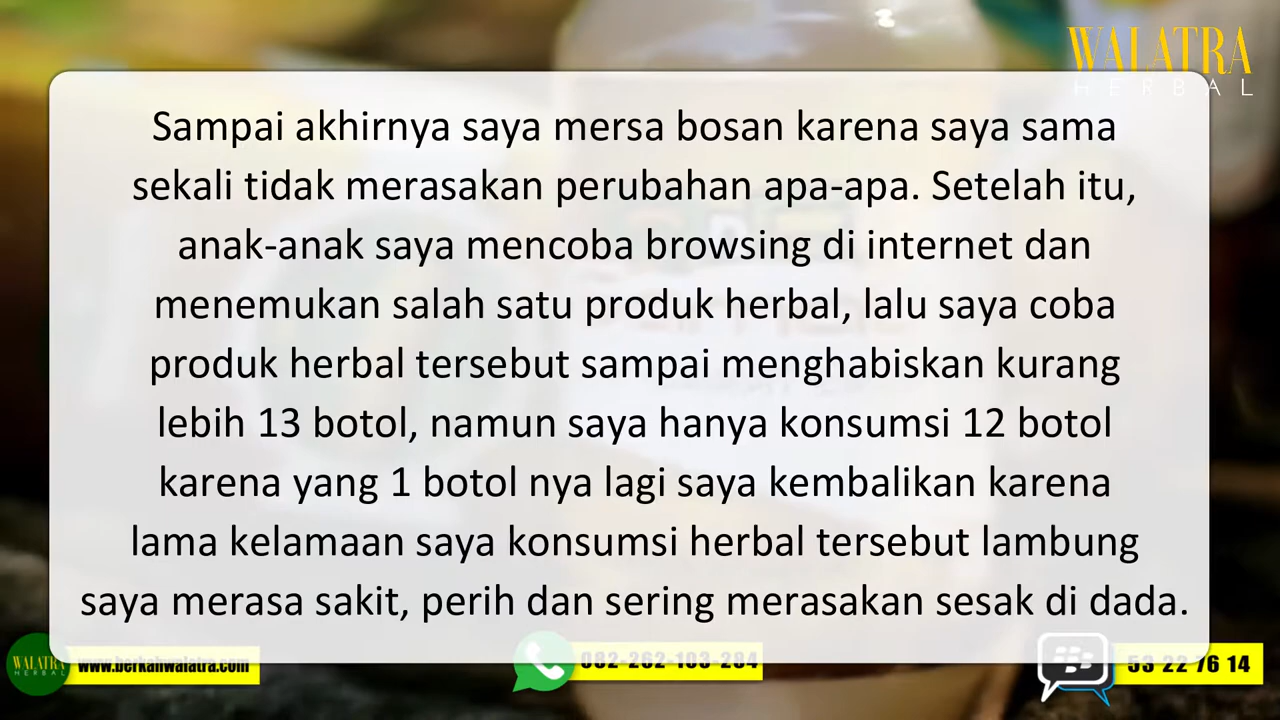 WALATRA
HERBAL
Sampai akhirnya saya mersa bosan karena saya sama
sekali tidak merasakan perubahan apa-apa. Setelah itu,
anak-anak saya mencoba browsing di internet dan
menemukan salah satu produk herbal, lalu saya coba
produk herbal tersebut sampai menghabiskan kurang
lebih 13 botol, namun saya hanya konsumsi 12 botol
karena yang 1 botol nya lagi saya kembalikan karena
lama kelamaan saya konsumsi herbal tersebut lambung
saya merasa sakit, perih dan sering merasakan sesak di dada.
WALATRA
HERBAL
www.berkahwalatra.com
082-262-103-284
53 22 76 14